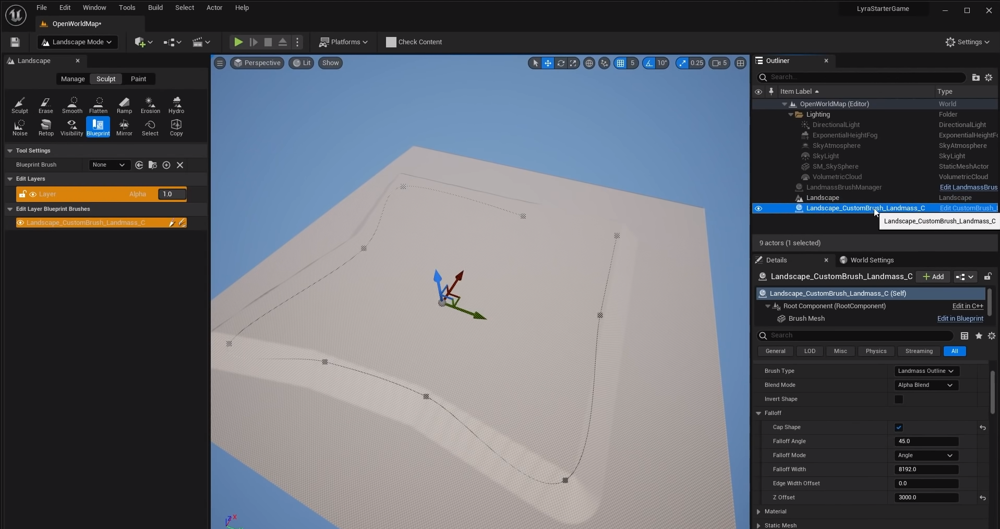 File Edit Window Tools Build Select Actor Help
LyraStarterGame
OpenWorldMap*
Landscape Mode
Platforms
Check Content
Settings
Landscape
Manage Sculpt Paint
Sculpt Erase Smooth Flatten Ramp Erosion Hydro
Noise Retop Visibility Blueprint Mirror Select Copy
Tool Settings
Blueprint Brush None
Edit Layers
Layer Alpha 1.0
Edit Layer Blueprint Brushes
Landscape_CustomBrush_Landmass_C
Perspective Lit Show
5 10° 0.25 5
Z X
Outliner
Search...
Item Label Type
OpenWorldMap (Editor) World
Lighting Folder
DirectionalLight DirectionalLight
ExponentialHeightFog ExponentialHeightF
SkyAtmosphere SkyAtmosphere
SkyLight SkyLight
SM_SkySphere StaticMeshActor
VolumetricCloud VolumetricCloud
LandmassBrushManager Edit LandmassBrus
Landscape Landscape
Landscape_CustomBrush_Landmass_C Edit CustomBrush_
Landscape_CustomBrush_Landmass_C
9 actors (1 selected)
Details World Settings
Landscape_CustomBrush_Landmass_C Add
Landscape_CustomBrush_Landmass_C (Self)
Root Component (RootComponent) Edit in C++
Brush Mesh Edit in Blueprint
Search
General LOD Misc Physics Streaming All
Brush Type Landmass Outline
Blend Mode Alpha Blend
Invert Shape
Falloff
Cap Shape
Falloff Angle 45.0
Falloff Mode Angle
Falloff Width 8192.0
Edge Width Offset 0.0
Z Offset 3000.0
Material
Static Mesh